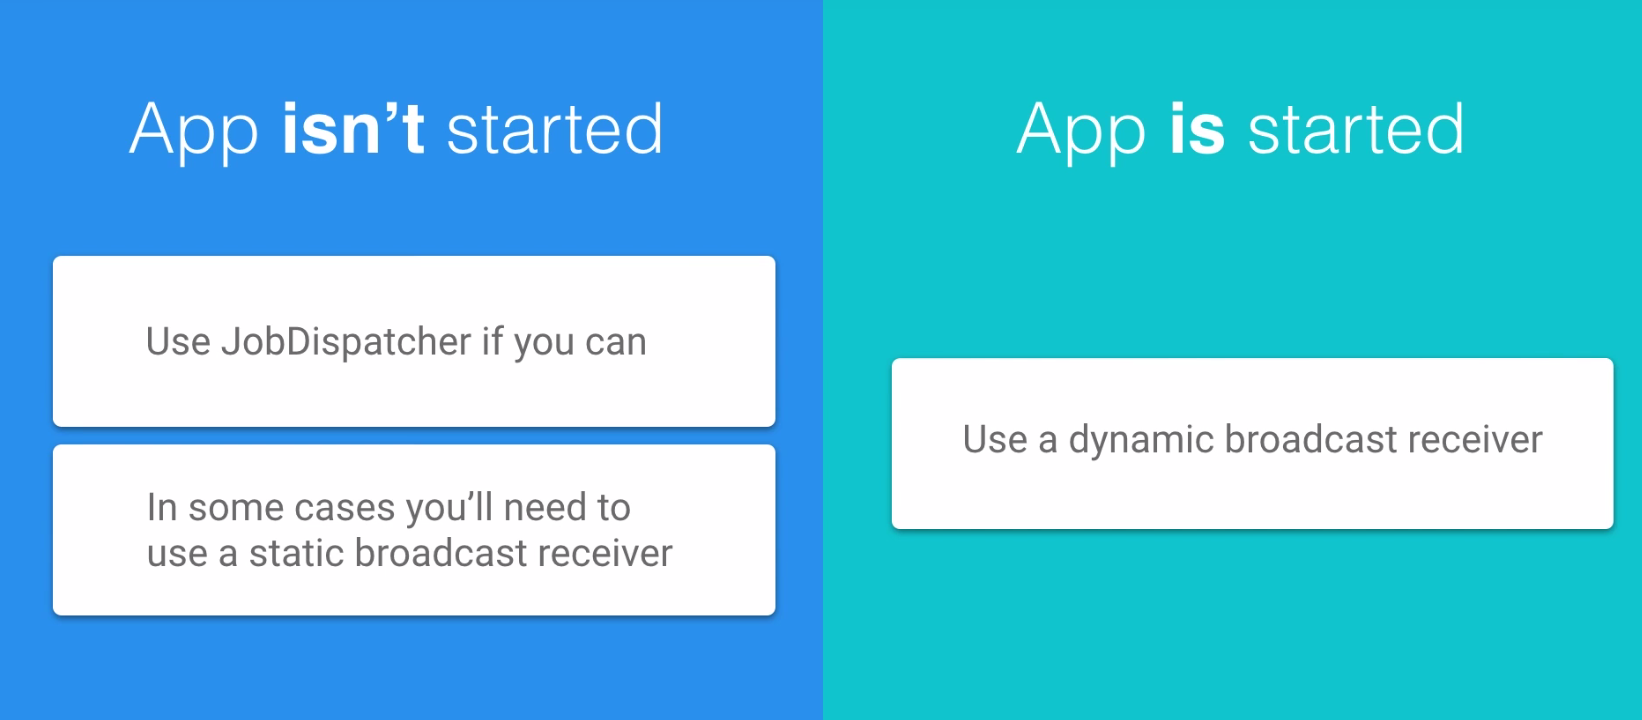 App isn’t started
Use JobDispatcher if you can
In some cases you’ll need to
use a static broadcast receiver
App is started
Use a dynamic broadcast receiver